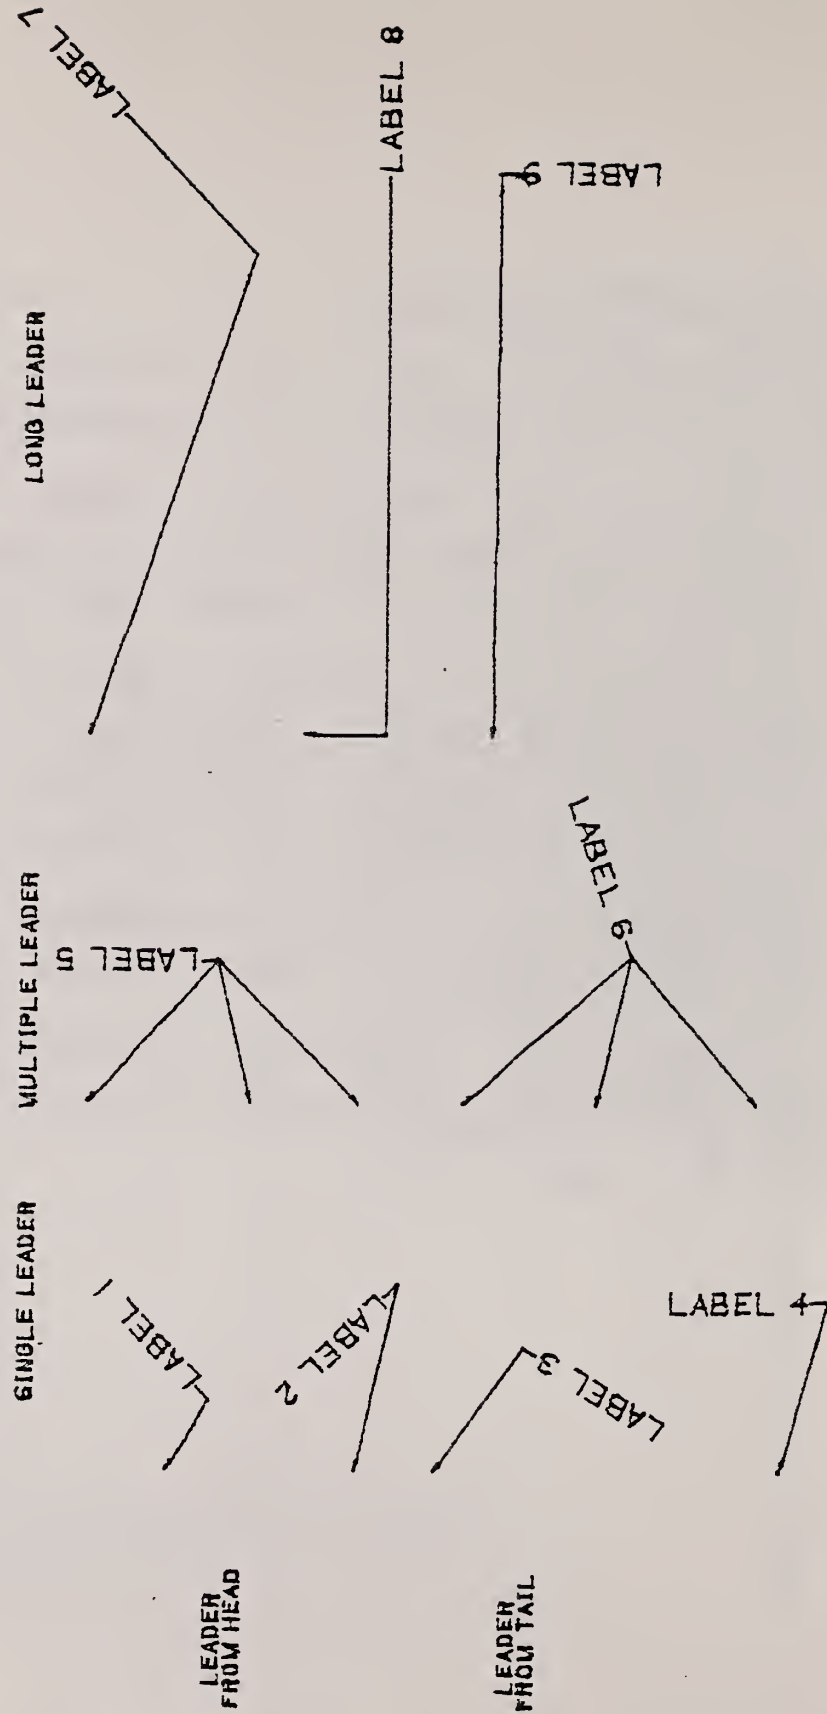 SINGLE LEADER
MULTIPLE LEADER
LONG LEADER
LEADER
FROM HEAD
LABEL 1
LABEL 2
LABEL 5
LABEL 7
LABEL 8
LEADER
FROM TAIL
LABEL 3
LABEL 4
LABEL 6
LABEL 9